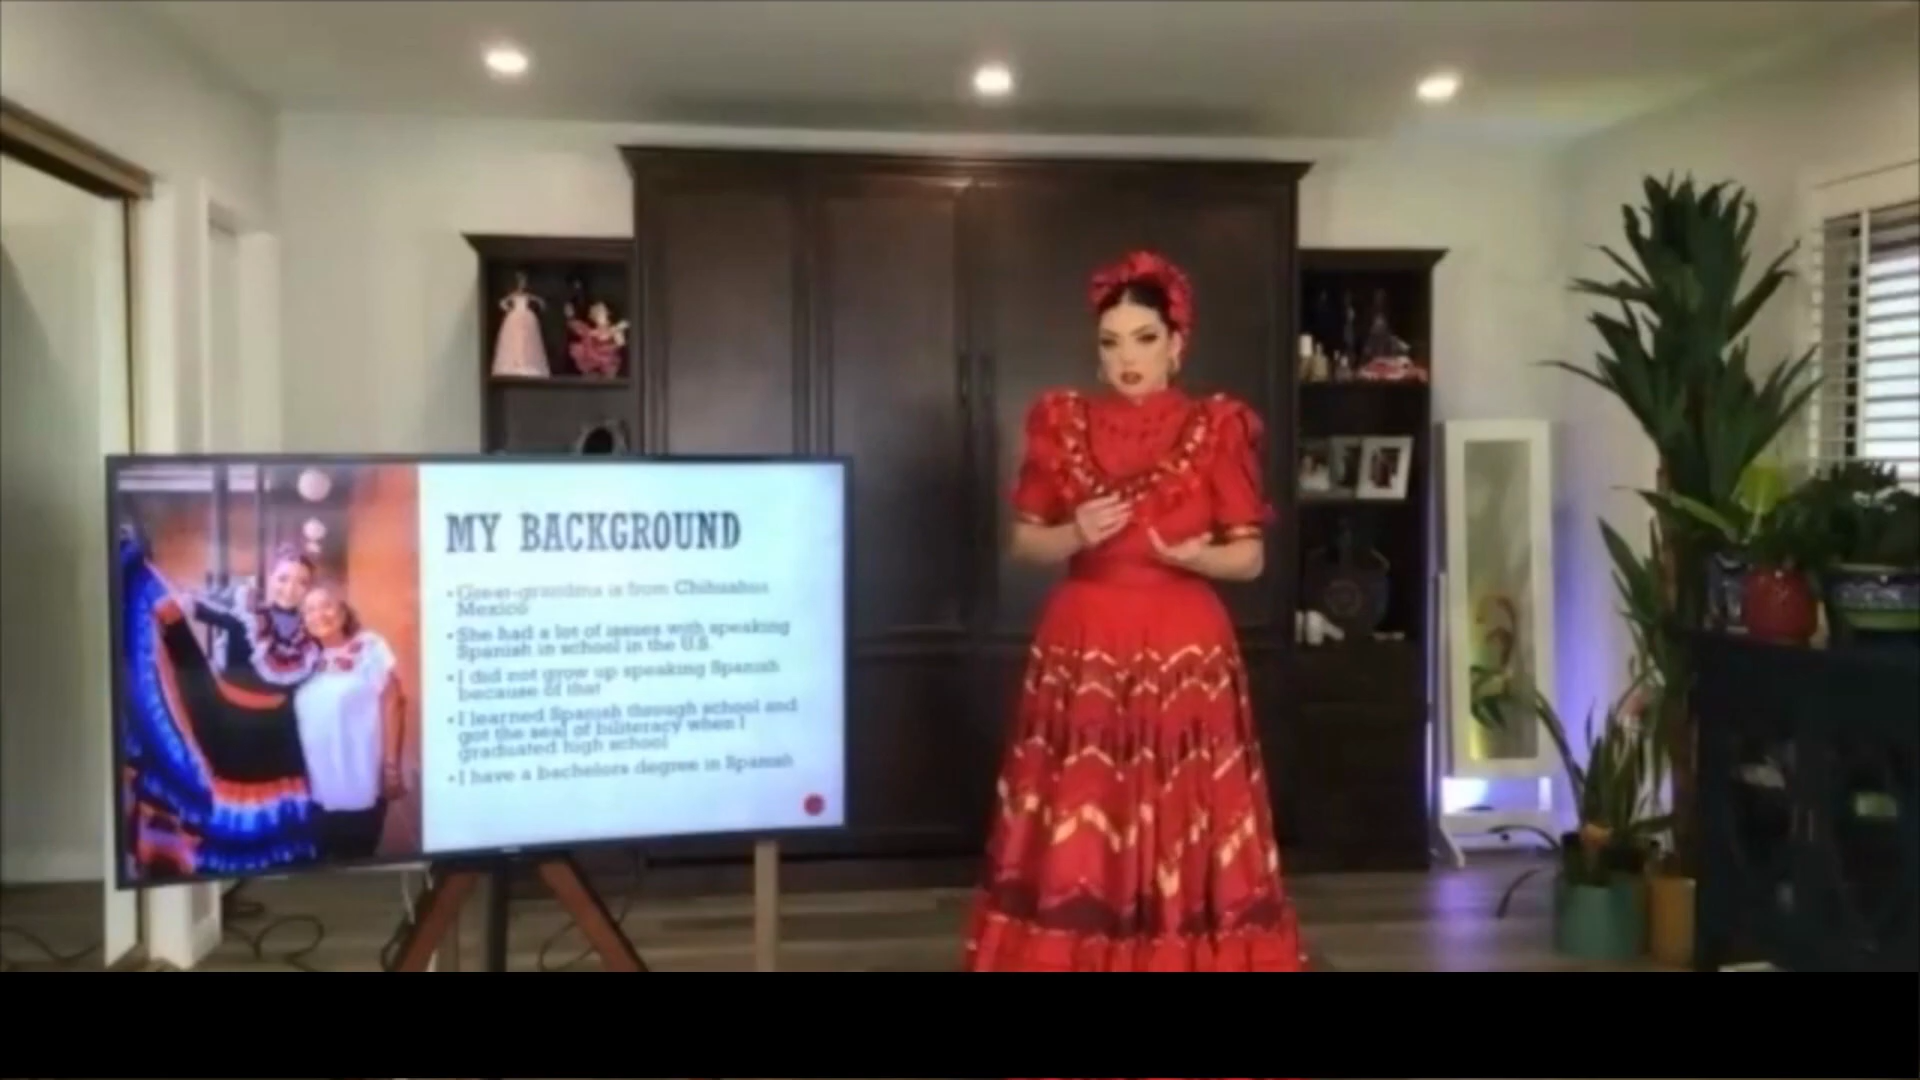 MY BACKGROUND
• Great-grandma is from Chihuahua
Mexico
• She had a lot of issues with speaking
Spanish in school in the U.S.
• I did not grow up speaking Spanish
because of that
• I learned Spanish through school and
got the seal of biliteracy when I
graduated high school
• I have a bachelors degree in Spanish